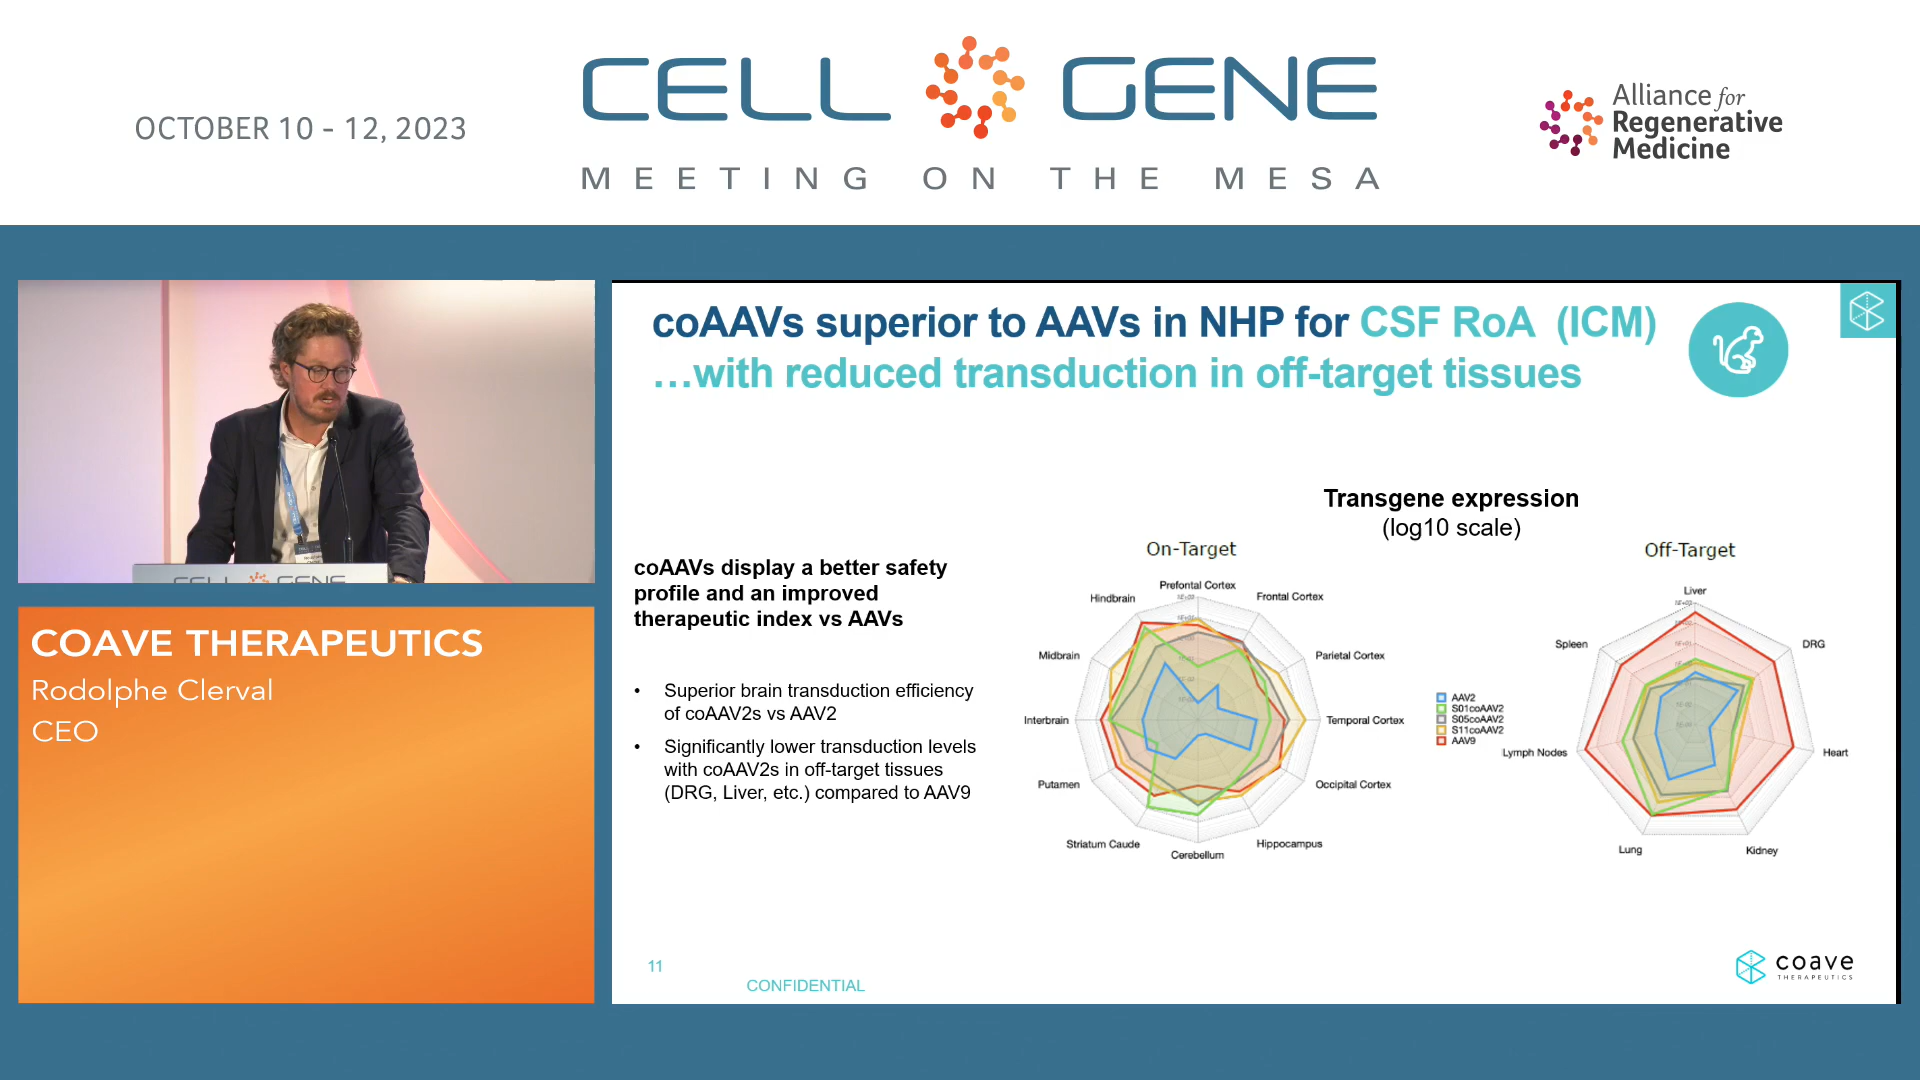 OCTOBER 10 - 12, 2023
CELL GENE
MEETING ON THE MESA
Alliance for
Regenerative
Medicine
CELL GENE
COAVE THERAPEUTICS
Rodolphe Clerval
CEO
coAAVs superior to AAVs in NHP for CSF RoA (ICM)
…with reduced transduction in off-target tissues
coAAVs display a better safety
profile and an improved
therapeutic index vs AAVs
• Superior brain transduction efficiency
of coAAV2s vs AAV2
• Significantly lower transduction levels
with coAAV2s in off-target tissues
(DRG, Liver, etc.) compared to AAV9
Transgene expression
(log10 scale)
On-Target
Prefontal Cortex
Frontal Cortex
Parietal Cortex
Temporal Cortex
Occipital Cortex
Hippocampus
Cerebellum
Striatum Caude
Putamen
Interbrain
Midbrain
Hindbrain
AAV2
S01coAAV2
S05coAAV2
S11coAAV2
AAV9
Off-Target
Liver
DRG
Heart
Kidney
Lung
Lymph Nodes
Spleen
11
CONFIDENTIAL
coave
THERAPEUTICS